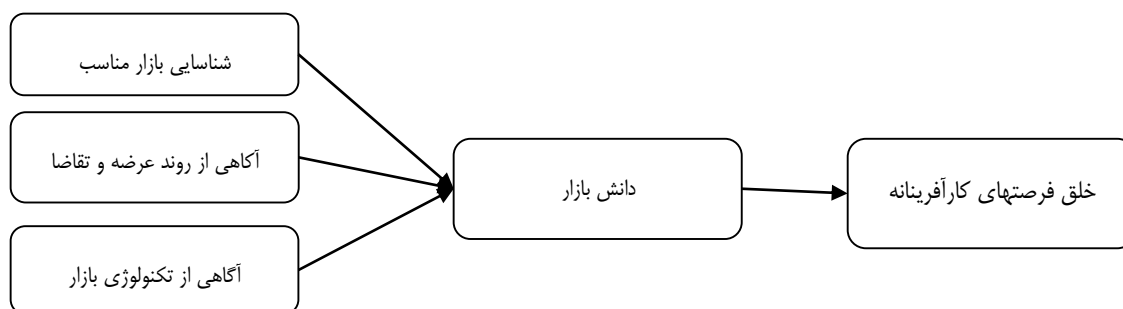 شناسایی بازار مناسب
آکاهی از روند عرضه و تقاضا
آگاهی از تکنولوژی بازار
دانش بازار
خلق فرصتهای کارآفرینانه